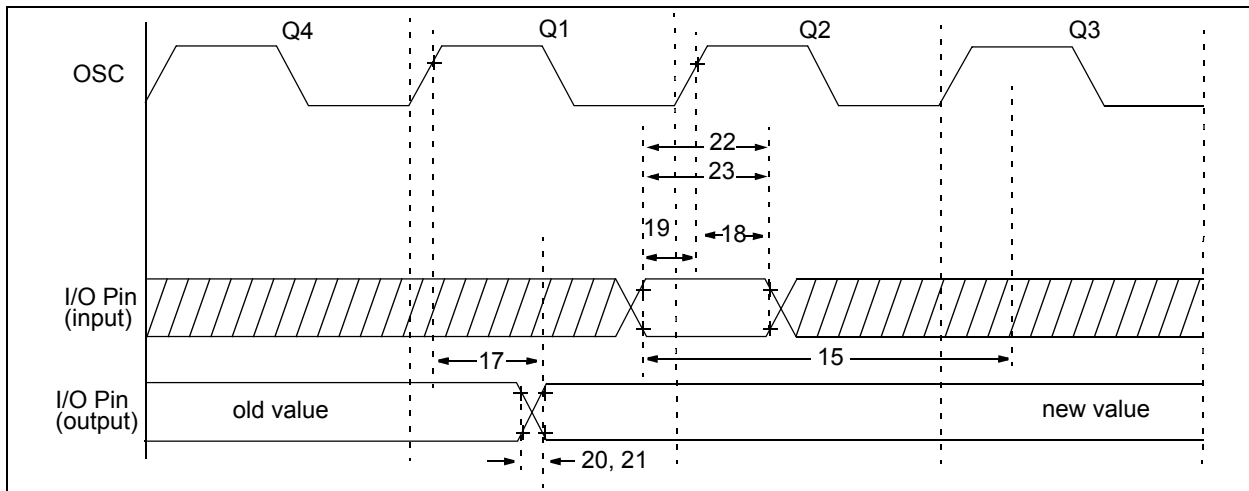 Q4 Q1 Q2 Q3
OSC
22
23
19
18
I/O Pin
(input)
17
15
I/O Pin
(output)
old value
new value
20, 21